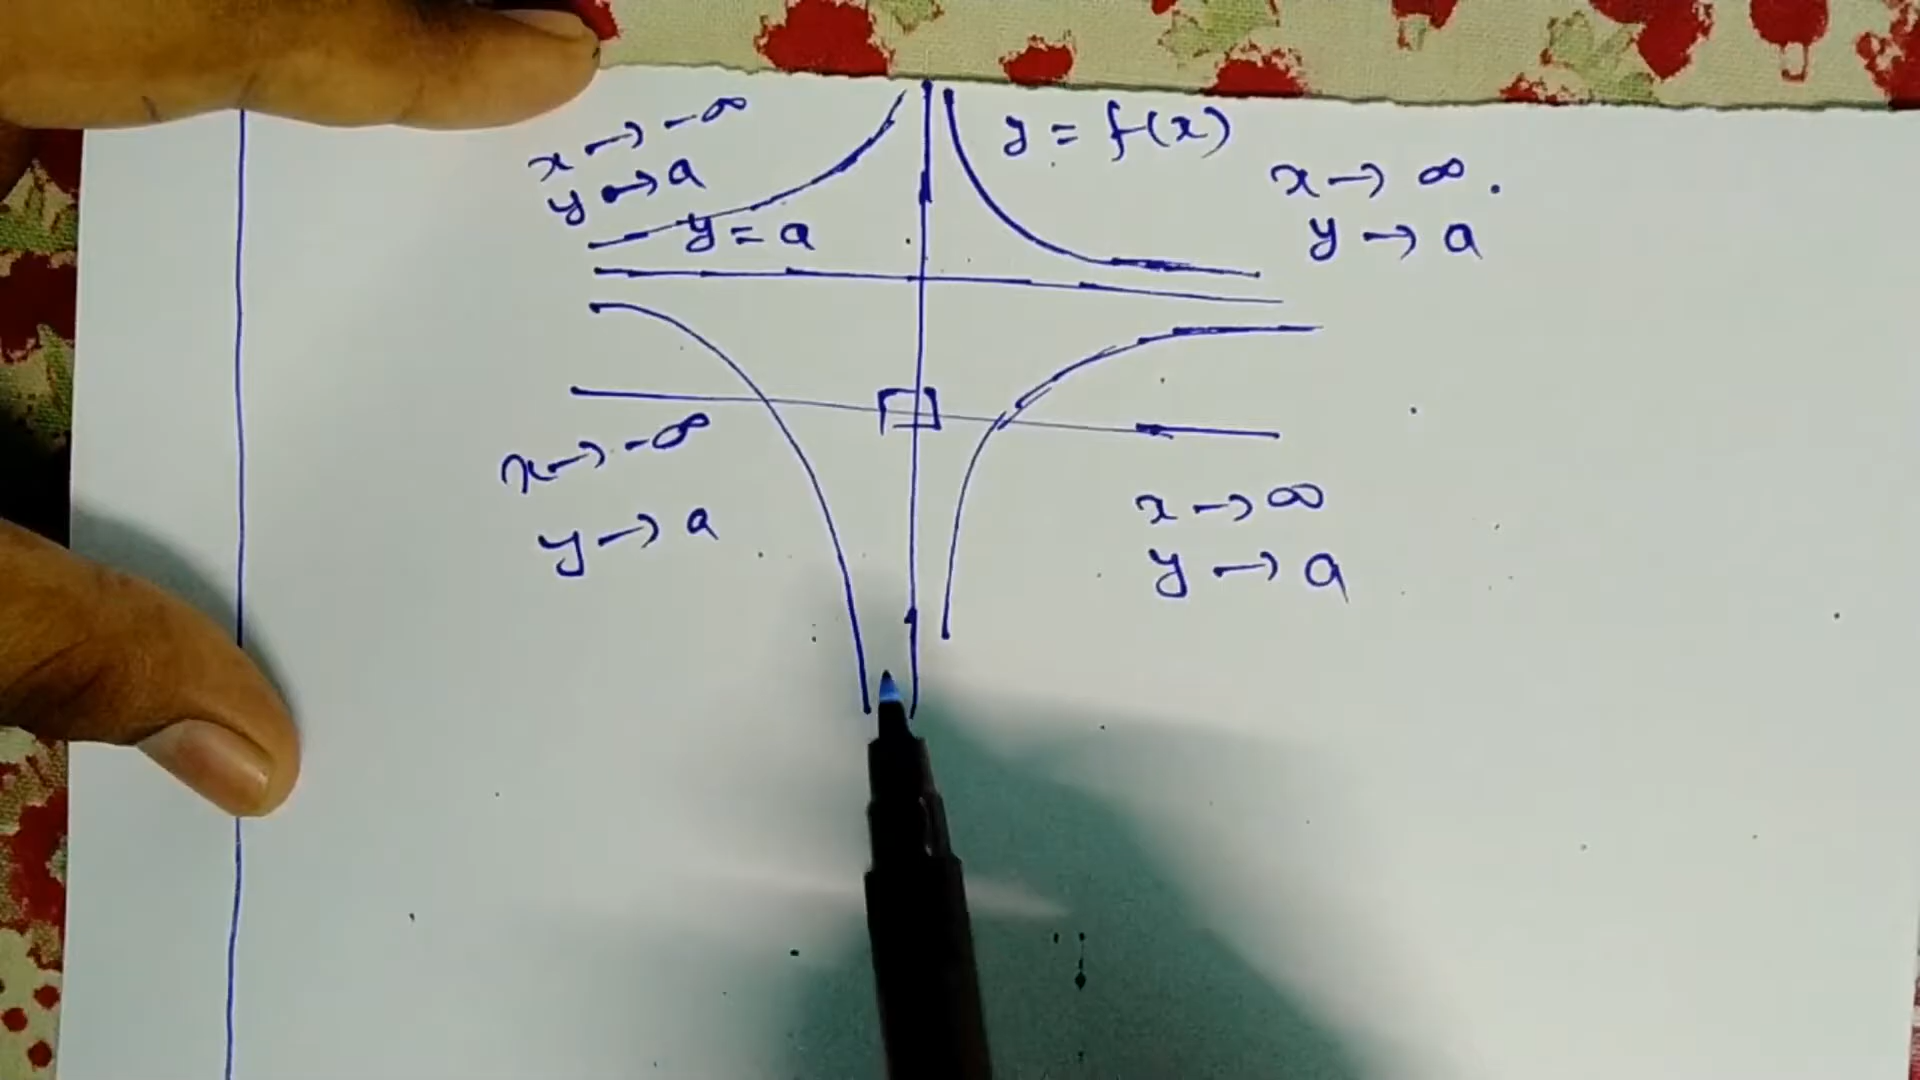 x → -∞
y → a
y = a
y = f(x)
x → ∞.
y → a
x → -∞
y → a
x → ∞
y → a